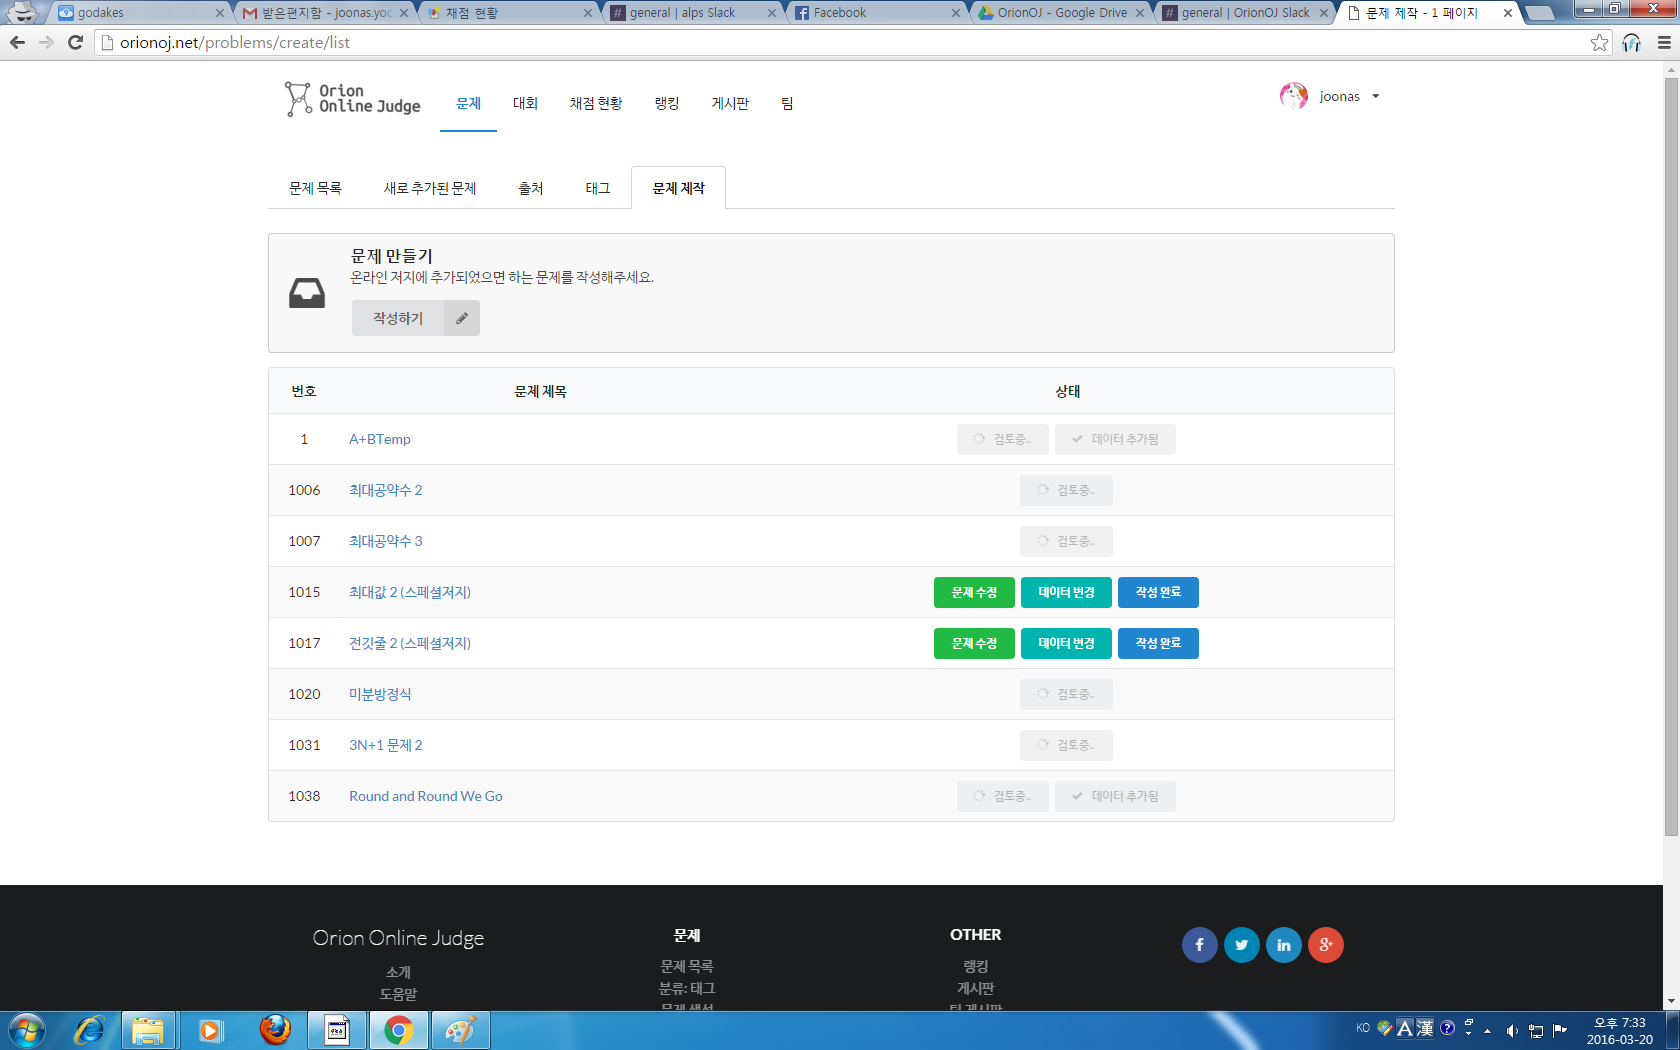 godakes
받은편지함 - joonas.yoc
채점 현황
# general | alps Slack
Facebook
OrionOJ - Google Drive
# general | OrionOJ Slack
문제 제작 - 1 페이지
orionoj.net/problems/create/list
Orion
Online Judge
문제
대회
채점 현황
랭킹
게시판
팀
joonas
문제 목록
새로 추가된 문제
출처
태그
문제 제작
문제 만들기
온라인 저지에 추가되었으면 하는 문제를 작성해주세요.
작성하기
번호 문제 제목 상태
1 A+BTemp 검토중.. 데이터 추가됨
1006 최대공약수 2 검토중..
1007 최대공약수 3 검토중..
1015 최대값 2 (스페셜저지) 문제 수정 데이터 변경 작성 완료
1017 전깃줄 2 (스페셜저지) 문제 수정 데이터 변경 작성 완료
1020 미분방정식 검토중..
1031 3N+1 문제 2 검토중..
1038 Round and Round We Go 검토중.. 데이터 추가됨
Orion Online Judge
소개
도움말
문제
문제 목록
분류: 태그
문제 생성
OTHER
랭킹
게시판
팀 게시판
KO A 漢
오후 7:33
2016-03-20